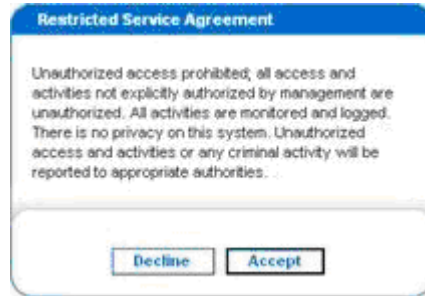 Restricted Service Agreement
Unauthorized access prohibited; all access and
activities not explicitly authorized by management are
unauthorized. All activities are monitored and logged.
There is no privacy on this system. Unauthorized
access and activities or any criminal activity will be
reported to appropriate authorities.
Decline Accept